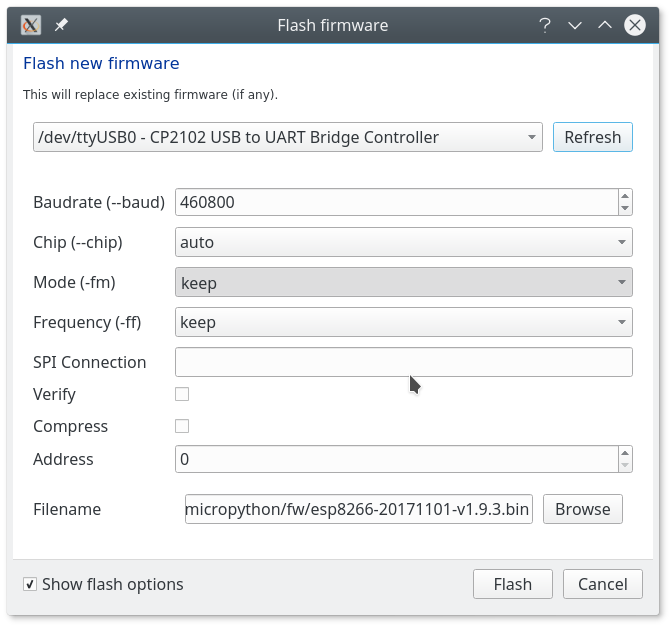 Flash firmware
Flash new firmware
This will replace existing firmware (if any).
/dev/ttyUSB0 - CP2102 USB to UART Bridge Controller Refresh
Baudrate (--baud) 460800
Chip (--chip) auto
Mode (-fm) keep
Frequency (-ff) keep
SPI Connection
Verify
Compress
Address 0
Filename micropython/fw/esp8266-20171101-v1.9.3.bin Browse
Show flash options Flash Cancel